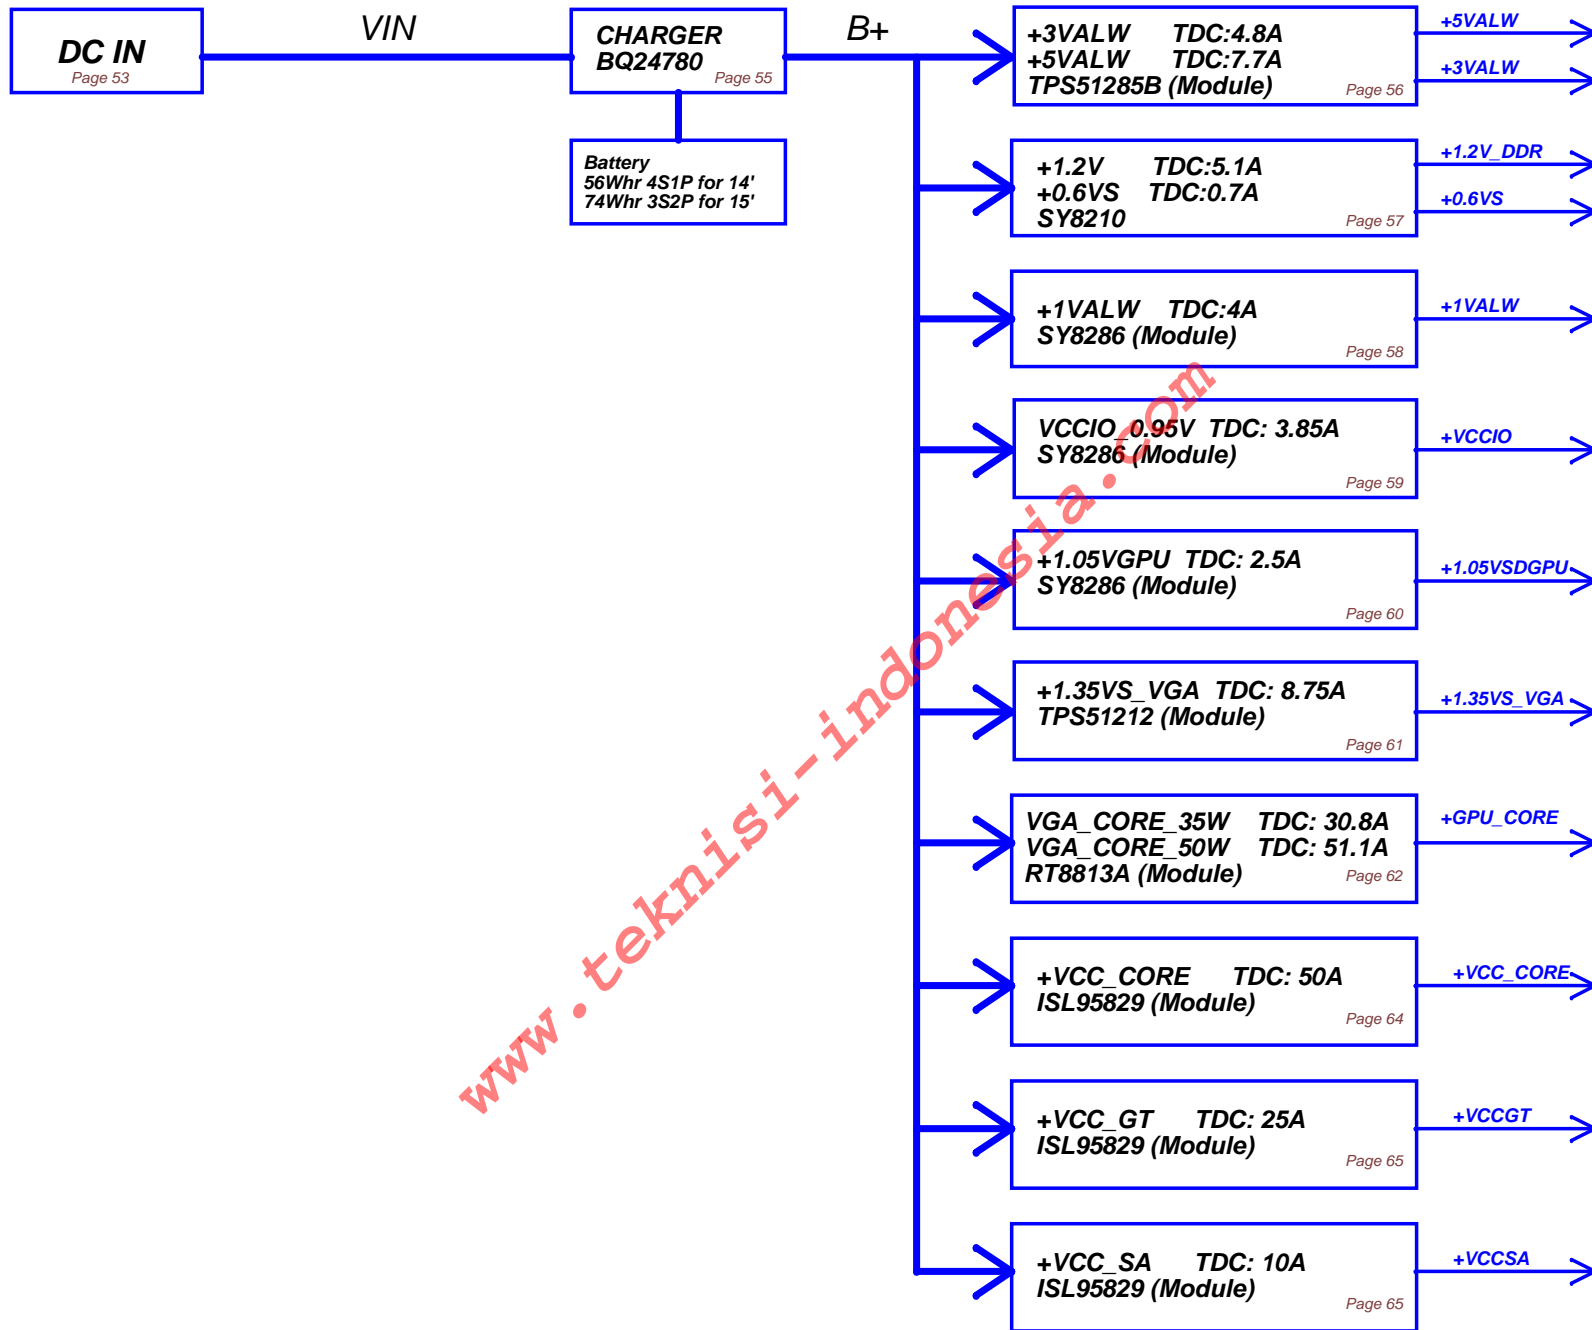 DC IN
Page 53
VIN
CHARGER
BQ24780
Page 55
B+
Battery
56Whr 4S1P for 14'
74Whr 3S2P for 15'
+3VALW TDC:4.8A
+5VALW TDC:7.7A
TPS51285B (Module)
Page 56
+5VALW
+3VALW
+1.2V TDC:5.1A
+0.6VS TDC:0.7A
SY8210
Page 57
+1.2V_DDR
+0.6VS
+1VALW TDC:4A
SY8286 (Module)
Page 58
+1VALW
VCCIO_0.95V TDC: 3.85A
SY8286 (Module)
Page 59
+VCCIO
+1.05VGPU TDC: 2.5A
SY8286 (Module)
Page 60
+1.05VSDGPU
+1.35VS_VGA TDC: 8.75A
TPS51212 (Module)
Page 61
+1.35VS_VGA
VGA_CORE_35W TDC: 30.8A
VGA_CORE_50W TDC: 51.1A
RT8813A (Module)
Page 62
+GPU_CORE
+VCC_CORE TDC: 50A
ISL95829 (Module)
Page 64
+VCC_CORE
+VCC_GT TDC: 25A
ISL95829 (Module)
Page 65
+VCCGT
+VCC_SA TDC: 10A
ISL95829 (Module)
Page 65
+VCCSA
www.teknisi-indonesia.com